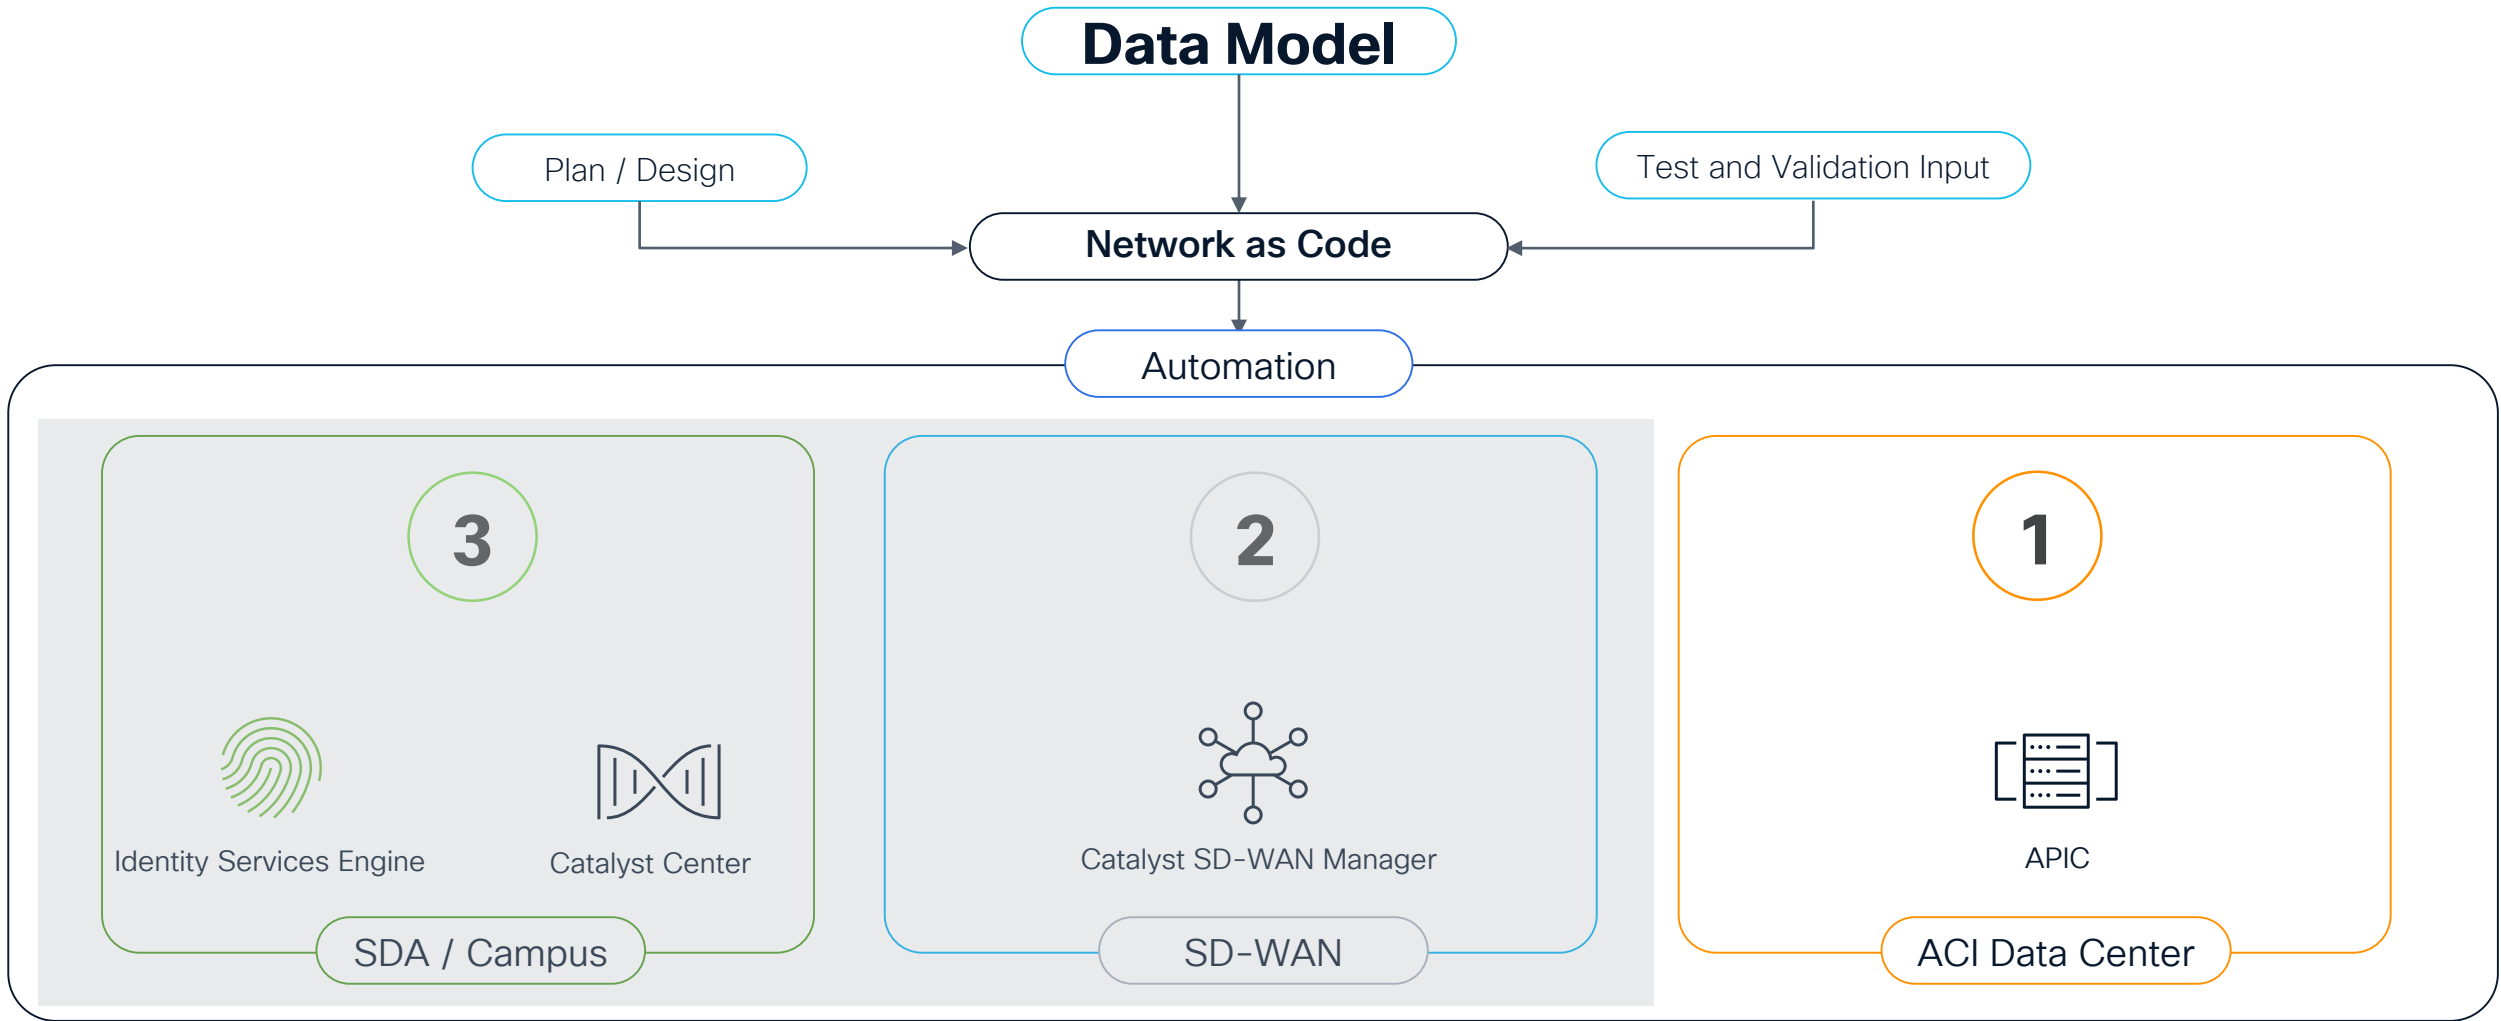 Data Model
Plan / Design
Test and Validation Input
Network as Code
Automation
3
2
1
Identity Services Engine
Catalyst Center
Catalyst SD-WAN Manager
APIC
SDA / Campus
SD-WAN
ACI Data Center